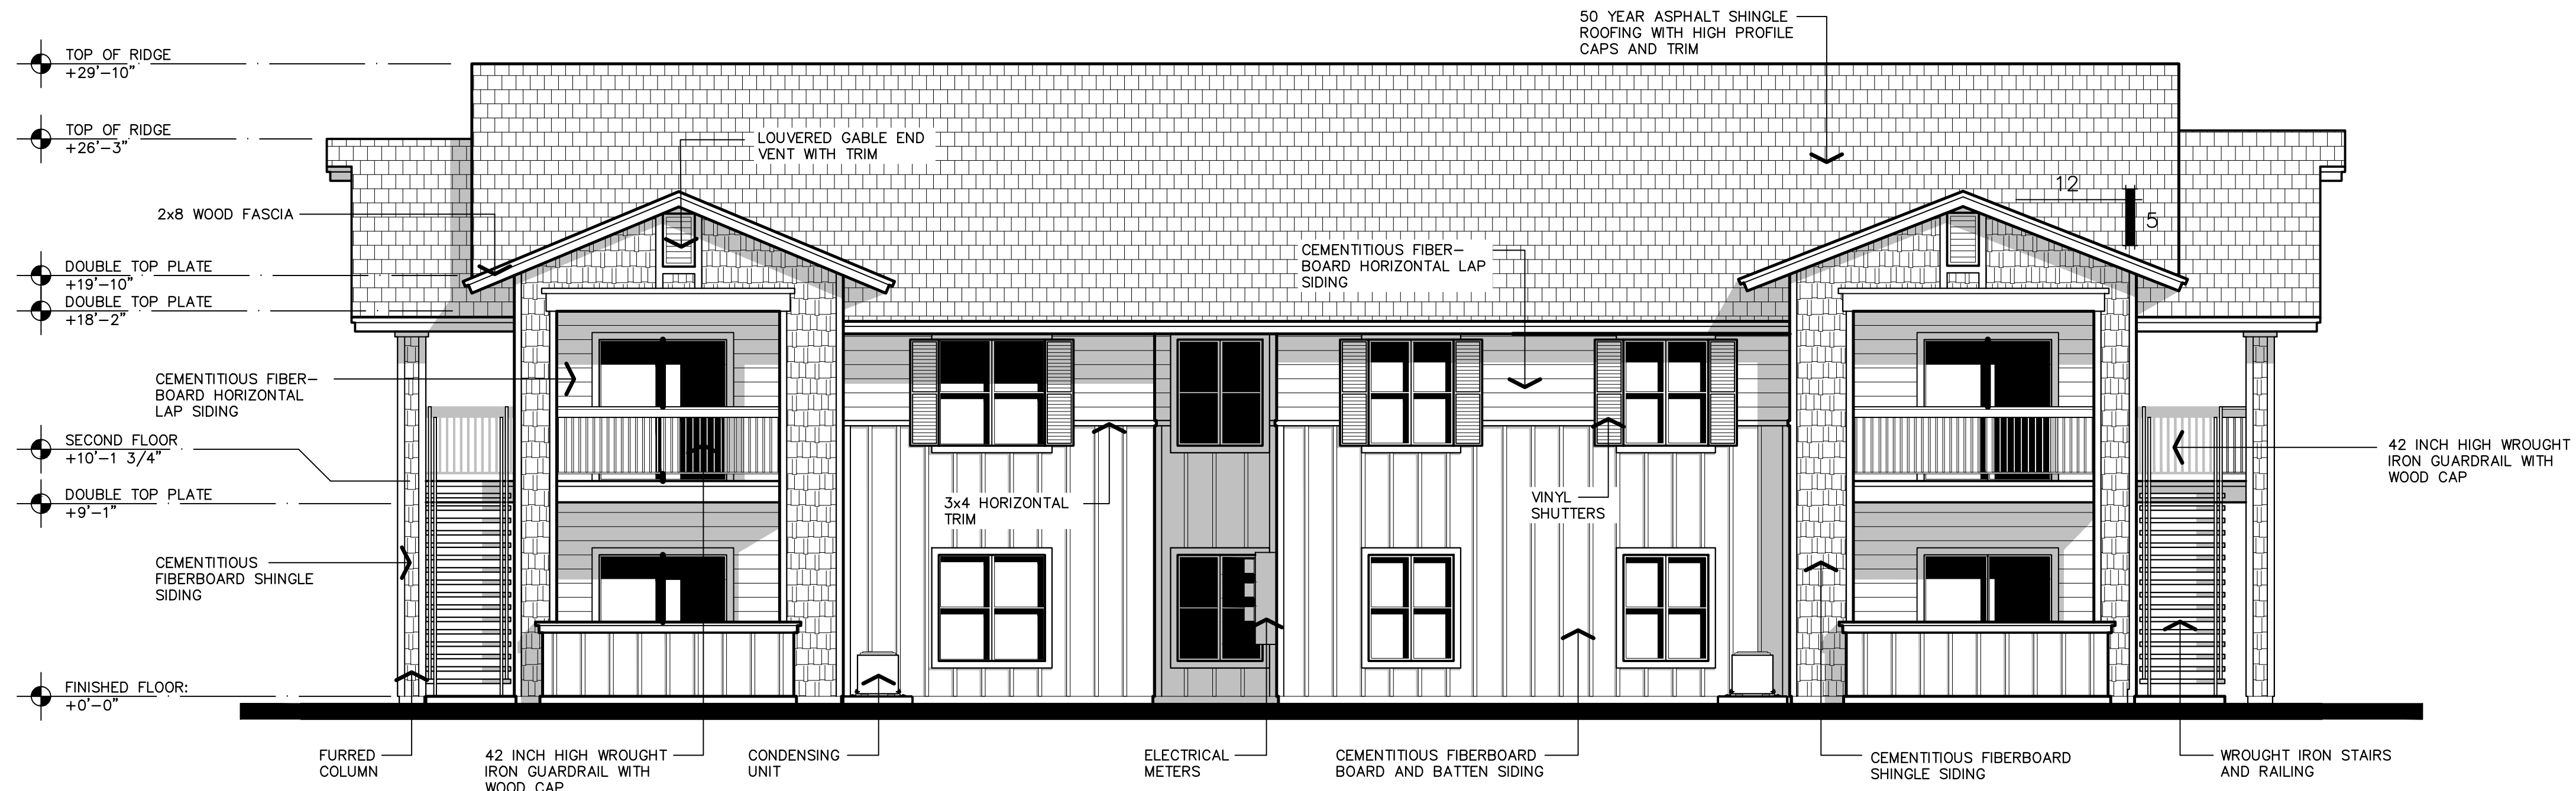 50 YEAR ASPHALT SHINGLE
ROOFING WITH HIGH PROFILE
CAPS AND TRIM
TOP OF RIDGE
+29'-10"
TOP OF RIDGE
+26'-3"
LOUVERED GABLE END
VENT WITH TRIM
2x8 WOOD FASCIA
12
5
CEMENTITIOUS FIBER-
BOARD HORIZONTAL LAP
SIDING
DOUBLE TOP PLATE
+19'-10"
DOUBLE TOP PLATE
+18'-2"
CEMENTITIOUS FIBER-
BOARD HORIZONTAL
LAP SIDING
SECOND FLOOR
+10'-1 3/4"
DOUBLE TOP PLATE
+9'-1"
3x4 HORIZONTAL
TRIM
VINYL
SHUTTERS
42 INCH HIGH WROUGHT
IRON GUARDRAIL WITH
WOOD CAP
CEMENTITIOUS
FIBERBOARD SHINGLE
SIDING
FINISHED FLOOR:
+0'-0"
FURRED
COLUMN
42 INCH HIGH WROUGHT
IRON GUARDRAIL WITH
WOOD CAP
CONDENSING
UNIT
ELECTRICAL
METERS
CEMENTITIOUS FIBERBOARD
BOARD AND BATTEN SIDING
CEMENTITIOUS FIBERBOARD
SHINGLE SIDING
WROUGHT IRON STAIRS
AND RAILING